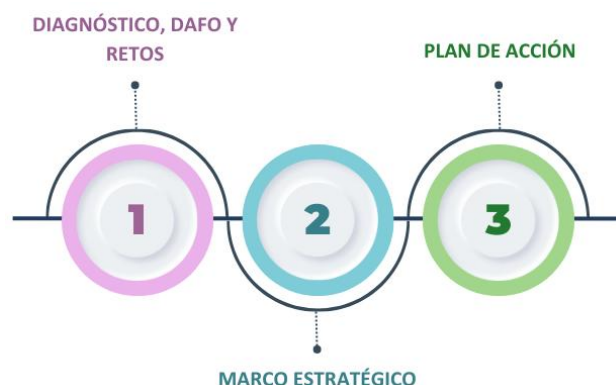 DIAGNÓSTICO, DAFO Y
RETOS
PLAN DE ACCIÓN
1
2
3
MARCO ESTRATÉGICO